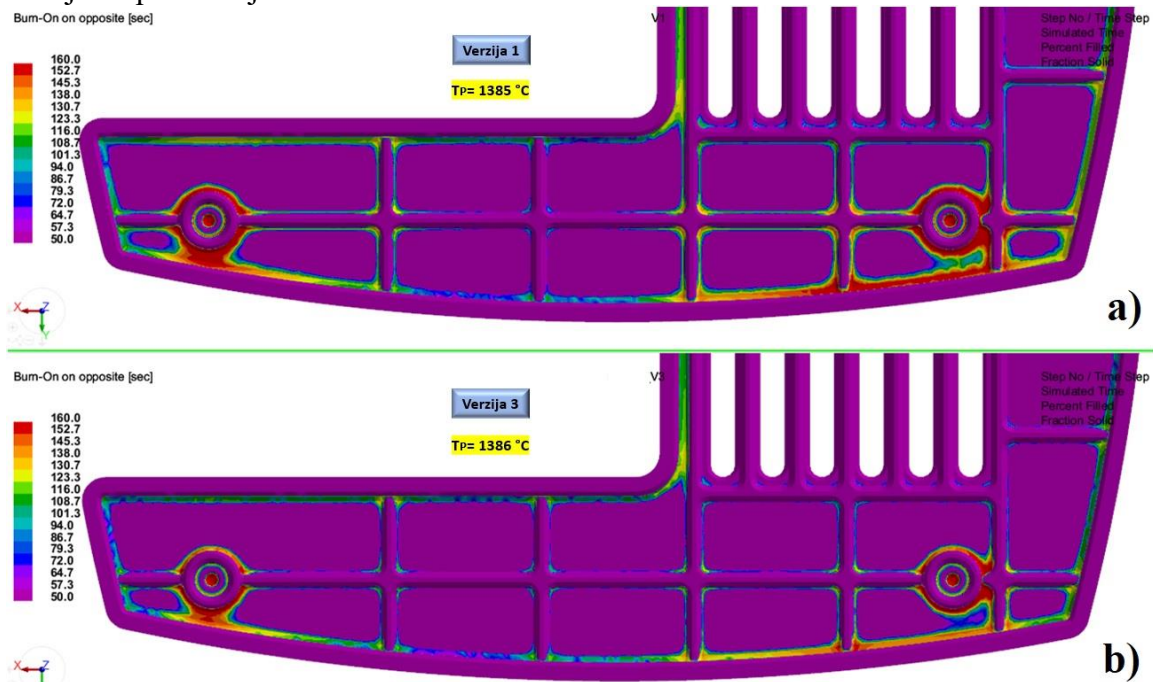 Burn-On on opposite [sec]
V1
Step No / Time Step
Simulated Time
Percent Filled
Fraction Solid
Verzija 1
TP= 1385 °C
160.0
152.7
145.3
138.0
130.7
123.3
116.0
108.7
101.3
94.0
86.7
79.3
72.0
64.7
57.3
50.0
X
Z
Y
a)
Burn-On on opposite [sec]
V3
Step No / Time Step
Simulated Time
Percent Filled
Fraction Solid
Verzija 3
TP= 1386 °C
160.0
152.7
145.3
138.0
130.7
123.3
116.0
108.7
101.3
94.0
86.7
79.3
72.0
64.7
57.3
50.0
X
Z
b)